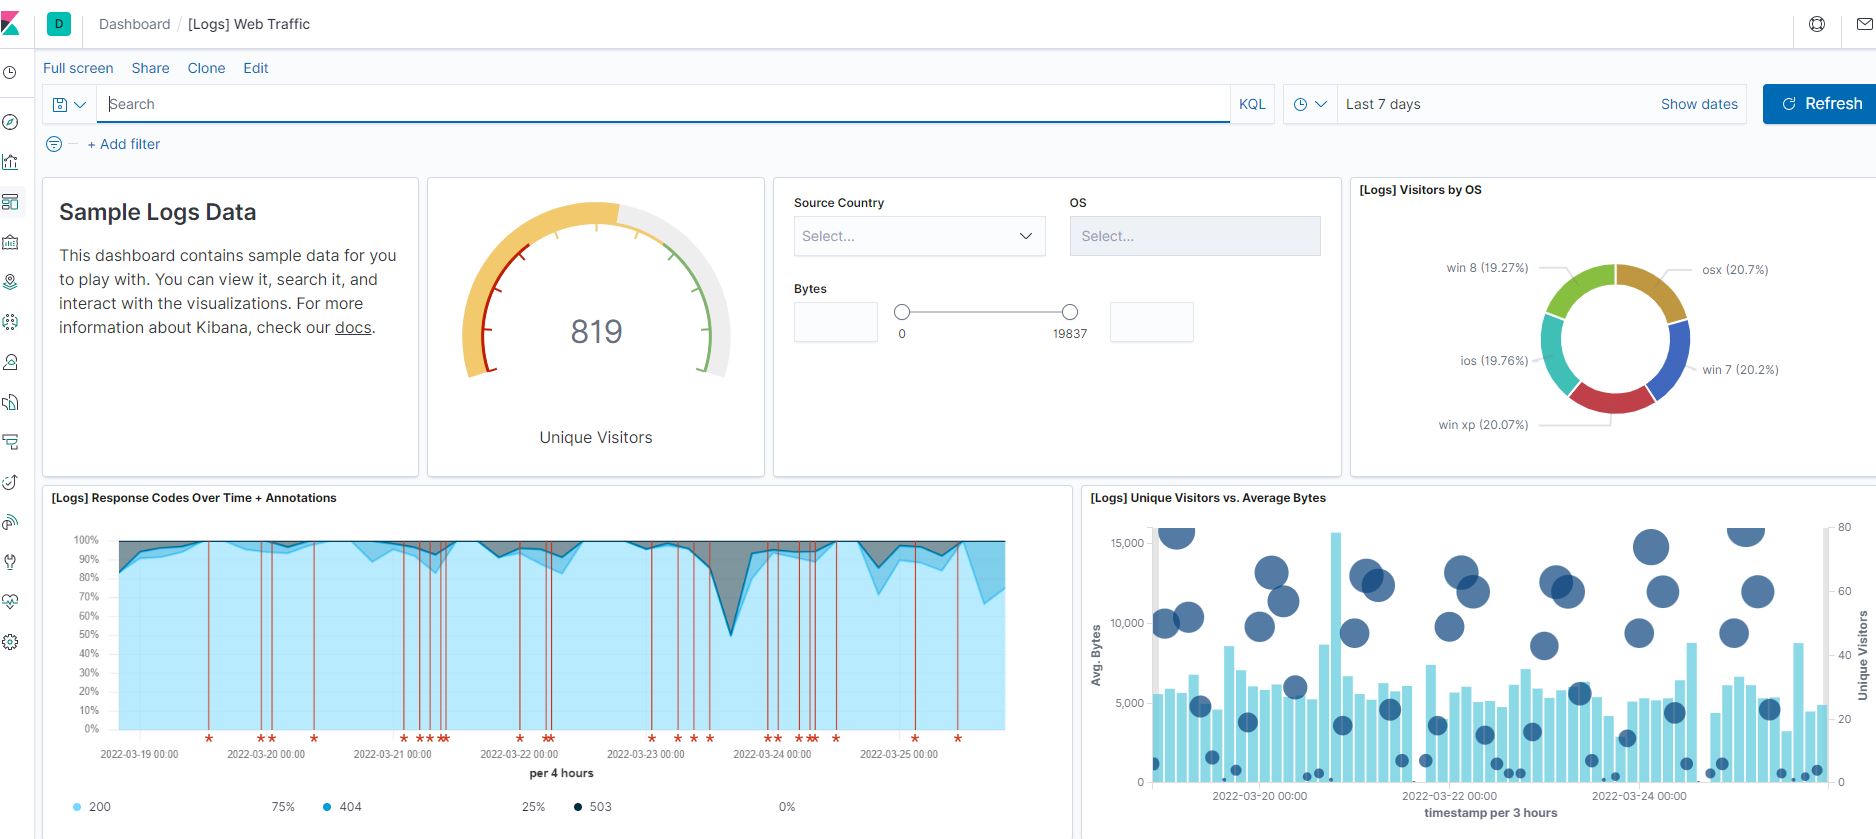 D
Dashboard / [Logs] Web Traffic
Full screen Share Clone Edit
Search
KQL
Last 7 days
Show dates
Refresh
+ Add filter
Sample Logs Data
This dashboard contains sample data for you
to play with. You can view it, search it, and
interact with the visualizations. For more
information about Kibana, check our docs.
819
Unique Visitors
Source Country
Select...
OS
Select...
Bytes
0
19837
[Logs] Visitors by OS
win 8 (19.27%)
osx (20.7%)
ios (19.76%)
win 7 (20.2%)
win xp (20.07%)
[Logs] Response Codes Over Time + Annotations
100%
90%
80%
70%
60%
50%
40%
30%
20%
10%
0%
2022-03-19 00:00
2022-03-20 00:00
2022-03-21 00:00
2022-03-22 00:00
2022-03-23 00:00
2022-03-24 00:00
2022-03-25 00:00
per 4 hours
200 75%
404 25%
503 0%
[Logs] Unique Visitors vs. Average Bytes
Avg. Bytes
15,000
10,000
5,000
0
80
60
40
20
0
Unique Visitors
2022-03-20 00:00
2022-03-22 00:00
2022-03-24 00:00
timestamp per 3 hours